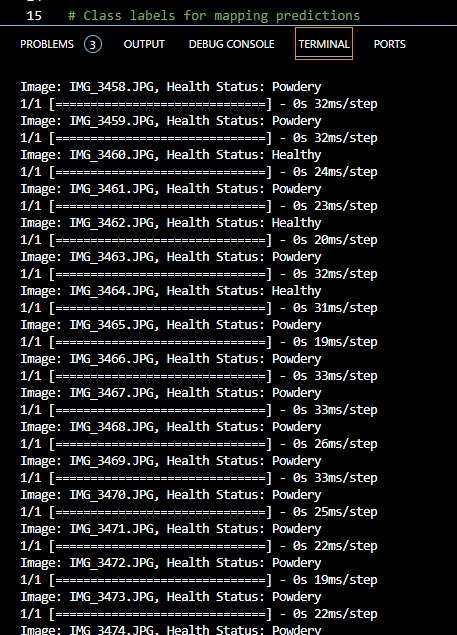 15 # Class labels for mapping predictions
PROBLEMS 3 OUTPUT DEBUG CONSOLE TERMINAL PORTS
Image: IMG_3458.JPG, Health Status: Powdery
1/1 [==============================] - 0s 32ms/step
Image: IMG_3459.JPG, Health Status: Powdery
1/1 [==============================] - 0s 32ms/step
Image: IMG_3460.JPG, Health Status: Healthy
1/1 [==============================] - 0s 24ms/step
Image: IMG_3461.JPG, Health Status: Powdery
1/1 [==============================] - 0s 23ms/step
Image: IMG_3462.JPG, Health Status: Healthy
1/1 [==============================] - 0s 20ms/step
Image: IMG_3463.JPG, Health Status: Powdery
1/1 [==============================] - 0s 32ms/step
Image: IMG_3464.JPG, Health Status: Healthy
1/1 [==============================] - 0s 31ms/step
Image: IMG_3465.JPG, Health Status: Powdery
1/1 [==============================] - 0s 19ms/step
Image: IMG_3466.JPG, Health Status: Powdery
1/1 [==============================] - 0s 33ms/step
Image: IMG_3467.JPG, Health Status: Powdery
1/1 [==============================] - 0s 33ms/step
Image: IMG_3468.JPG, Health Status: Powdery
1/1 [==============================] - 0s 26ms/step
Image: IMG_3469.JPG, Health Status: Powdery
1/1 [==============================] - 0s 33ms/step
Image: IMG_3470.JPG, Health Status: Powdery
1/1 [==============================] - 0s 25ms/step
Image: IMG_3471.JPG, Health Status: Powdery
1/1 [==============================] - 0s 22ms/step
Image: IMG_3472.JPG, Health Status: Powdery
1/1 [==============================] - 0s 19ms/step
Image: IMG_3473.JPG, Health Status: Powdery
1/1 [==============================] - 0s 22ms/step
Image: IMG_3474.JPG, Health Status: Powdery